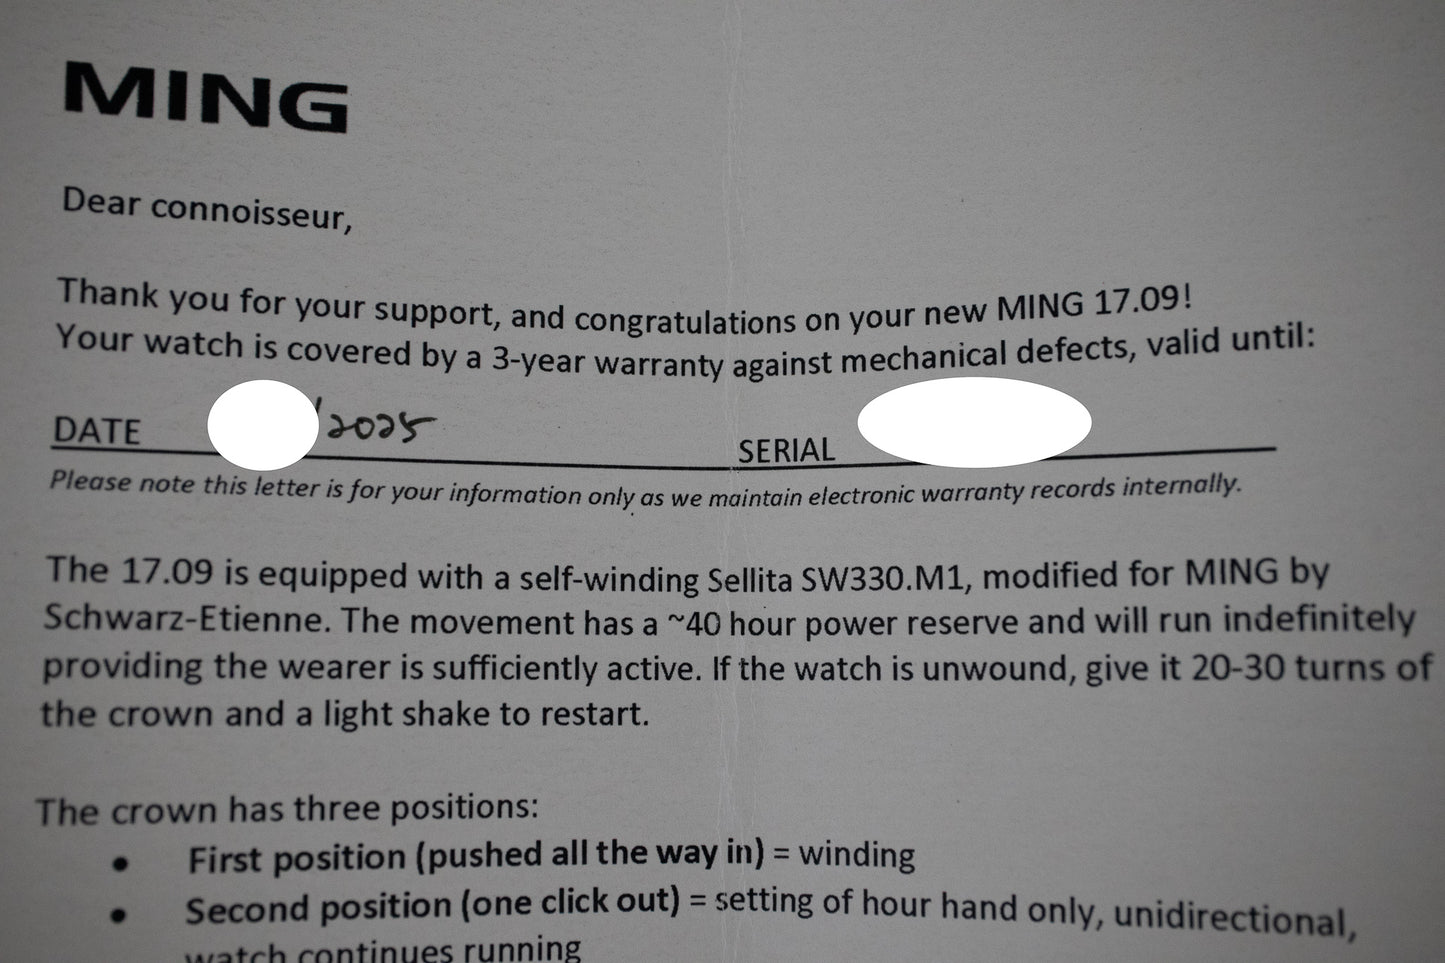 MING
Dear connoisseur,
Thank you for your support, and congratulations on your new MING 17.09!
Your watch is covered by a 3-year warranty against mechanical defects, valid until:
DATE /2025 SERIAL
Please note this letter is for your information only as we maintain electronic warranty records internally.
The 17.09 is equipped with a self-winding Sellita SW330.M1, modified for MING by
Schwarz-Etienne. The movement has a ~40 hour power reserve and will run indefinitely
providing the wearer is sufficiently active. If the watch is unwound, give it 20-30 turns of
the crown and a light shake to restart.
The crown has three positions:
• First position (pushed all the way in) = winding
• Second position (one click out) = setting of hour hand only, unidirectional,
watch continues running